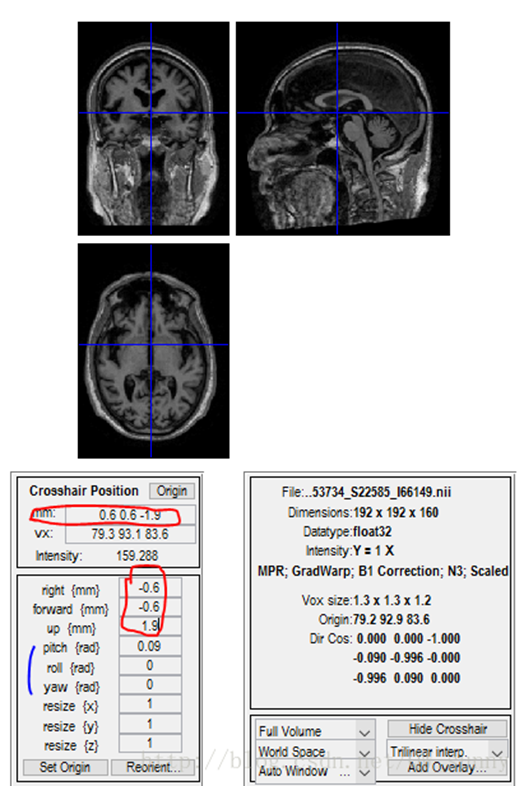 Crosshair Position Origin
mm: 0.6 0.6 -1.9
vx: 79.3 93.1 83.6
Intensity: 159.288
right {mm} -0.6
forward {mm} -0.6
up {mm} 1.9
pitch {rad} 0.09
roll {rad} 0
yaw {rad} 0
resize {x} 1
resize {y} 1
resize {z} 1
Set Origin Reorient...
File:..53734_S22585_I66149.nii
Dimensions:192 x 192 x 160
Datatype:float32
Intensity:Y = 1 X
MPR; GradWarp; B1 Correction; N3; Scaled
Vox size:1.3 x 1.3 x 1.2
Origin:79.2 92.9 83.6
Dir Cos: 0.000 0.000 -1.000
-0.090 -0.996 -0.000
-0.996 0.090 0.000
Full Volume Hide Crosshair
World Space Trilinear interp.
Auto Window ... Add Overlay...